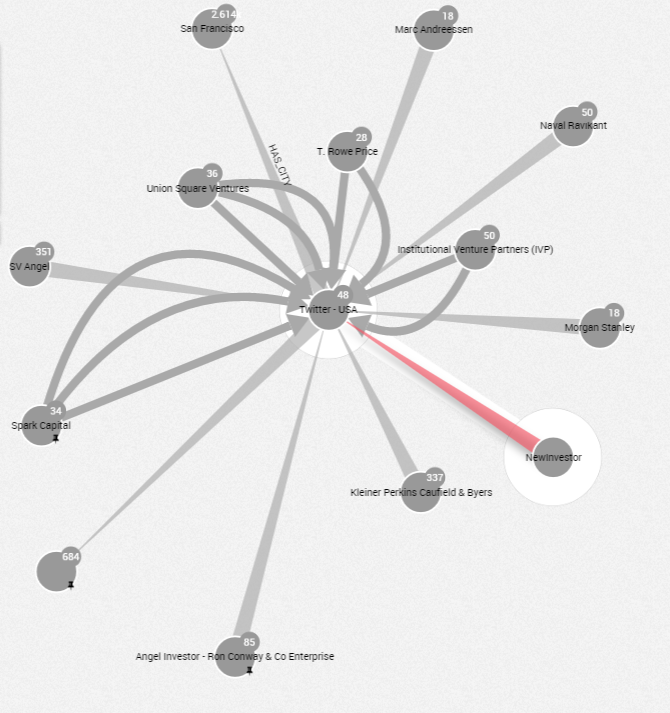 2.614
San Francisco
18
Marc Andreessen
50
Naval Ravikant
28
T. Rowe Price
HAS_CITY
36
Union Square Ventures
50
Institutional Venture Partners (IVP)
351
SV Angel
48
Twitter - USA
18
Morgan Stanley
34
Spark Capital
NewInvestor
337
Kleiner Perkins Caufield & Byers
684
85
Angel Investor - Ron Conway & Co Enterprise